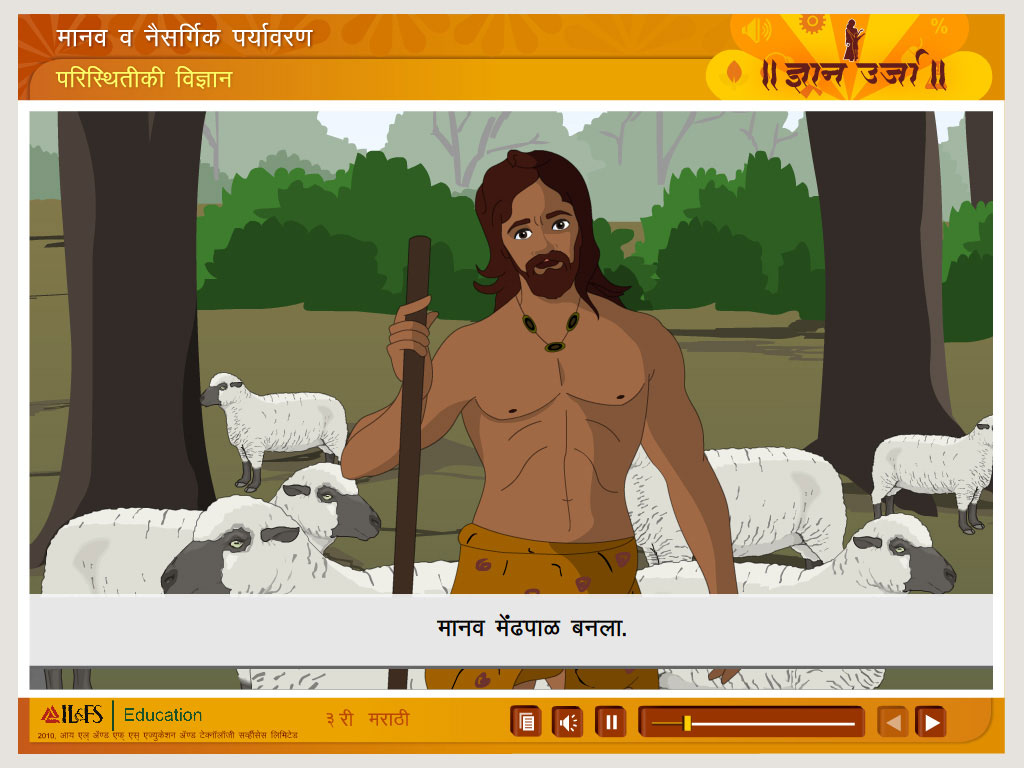 मानव व नैसर्गिक पर्यावरण
परिस्थितीकी विज्ञान
%
॥ ज्ञान उर्जा ॥
मानव मेंढपाळ बनला.
IL&FS Education
३ री मराठी
2010, आय एल् अ‍ॅण्ड एफ् एस् एज्युकेशन अ‍ॅण्ड टेक्नॉलॉजी सर्व्हीसेस लिमिटेड